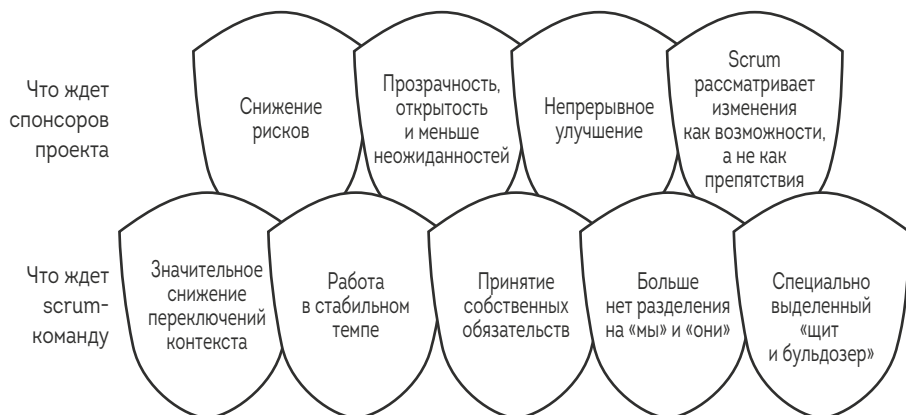 Что ждет
спонсоров
проекта
Снижение
рисков
Прозрачность,
открытость
и меньше
неожиданностей
Непрерывное
улучшение
Scrum
рассматривает
изменения
как возможности,
а не как
препятствия
Что ждет
scrum-
команду
Значительное
снижение
переключений
контекста
Работа
в стабильном
темпе
Принятие
собственных
обязательств
Больше
нет разделения
на «мы» и «они»
Специально
выделенный
«щит
и бульдозер»